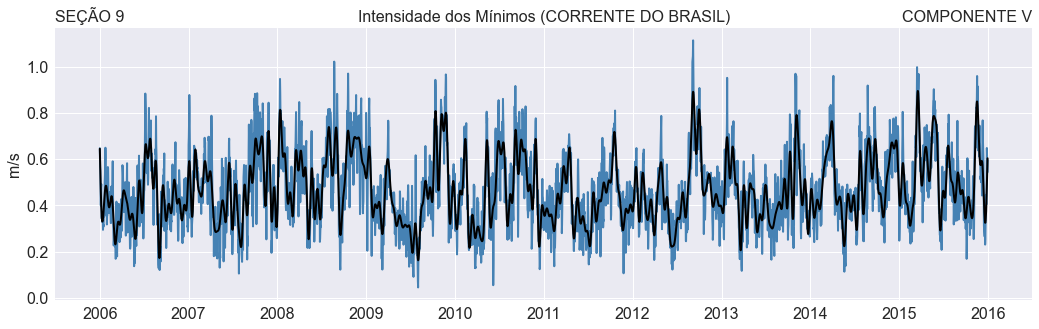 SEÇÃO 9 Intensidade dos Mínimos (CORRENTE DO BRASIL) COMPONENTE V
m/s
1.0
0.8
0.6
0.4
0.2
0.0
2006 2007 2008 2009 2010 2011 2012 2013 2014 2015 2016